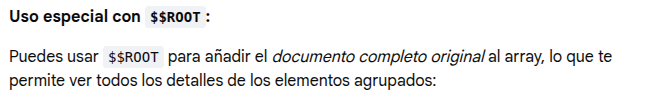 Uso especial con $$ROOT:
Puedes usar $$ROOT para añadir el documento completo original al array, lo que te
permite ver todos los detalles de los elementos agrupados: